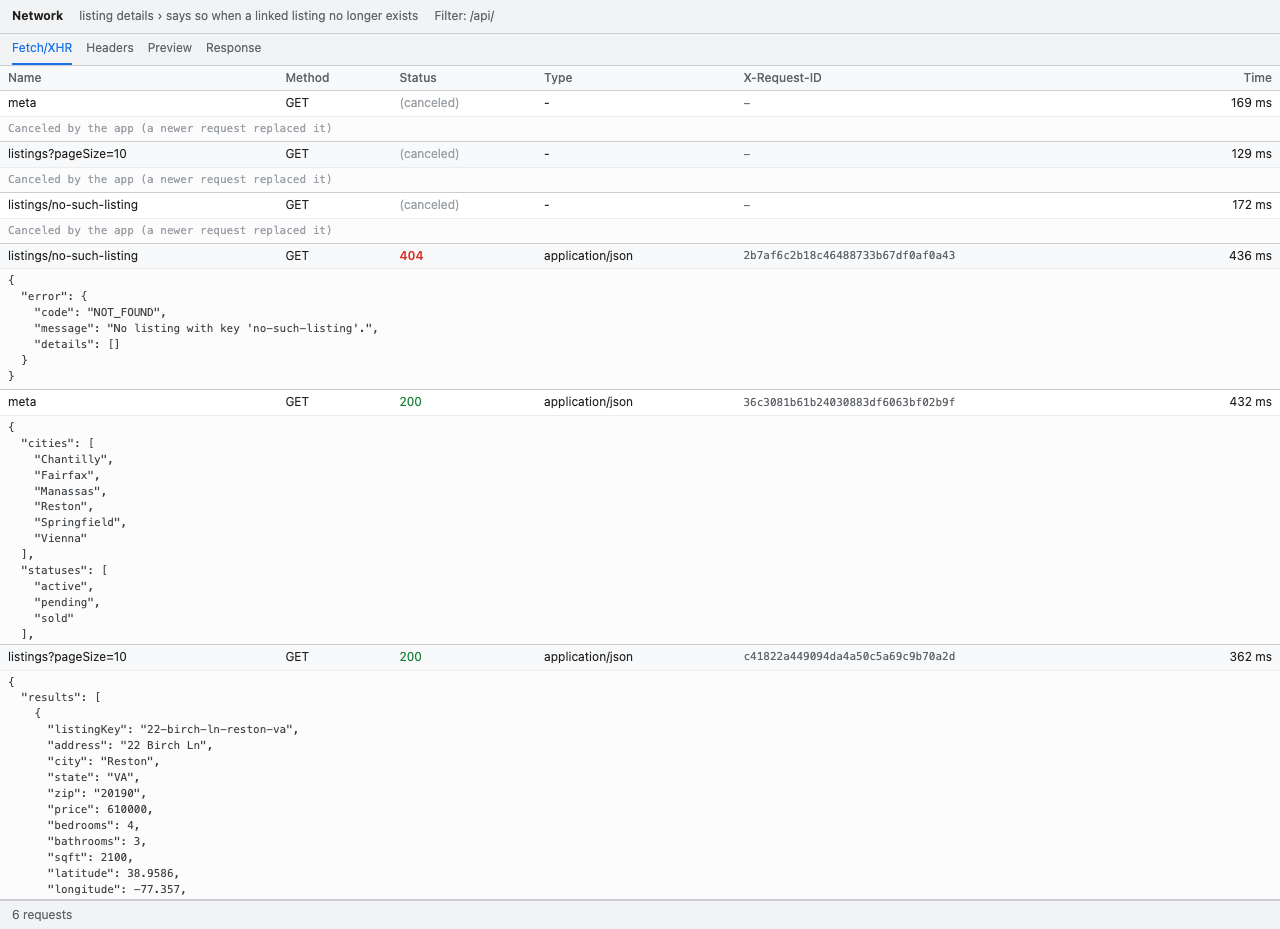 Network listing details › says so when a linked listing no longer exists Filter: /api/
Fetch/XHR Headers Preview Response
Name Method Status Type X-Request-ID Time
meta GET (canceled) - – 169 ms
Canceled by the app (a newer request replaced it)
listings?pageSize=10 GET (canceled) - – 129 ms
Canceled by the app (a newer request replaced it)
listings/no-such-listing GET (canceled) - – 172 ms
Canceled by the app (a newer request replaced it)
listings/no-such-listing GET 404 application/json 2b7af6c2b18c46488733b67df0af0a43 436 ms
{
  "error": {
    "code": "NOT_FOUND",
    "message": "No listing with key 'no-such-listing'.",
    "details": []
  }
}
meta GET 200 application/json 36c3081b61b24030883df6063bf02b9f 432 ms
{
  "cities": [
    "Chantilly",
    "Fairfax",
    "Manassas",
    "Reston",
    "Springfield",
    "Vienna"
  ],
  "statuses": [
    "active",
    "pending",
    "sold"
  ],
listings?pageSize=10 GET 200 application/json c41822a449094da4a50c5a69c9b70a2d 362 ms
{
  "results": [
    {
      "listingKey": "22-birch-ln-reston-va",
      "address": "22 Birch Ln",
      "city": "Reston",
      "state": "VA",
      "zip": "20190",
      "price": 610000,
      "bedrooms": 4,
      "bathrooms": 3,
      "sqft": 2100,
      "latitude": 38.9586,
      "longitude": -77.357,
6 requests